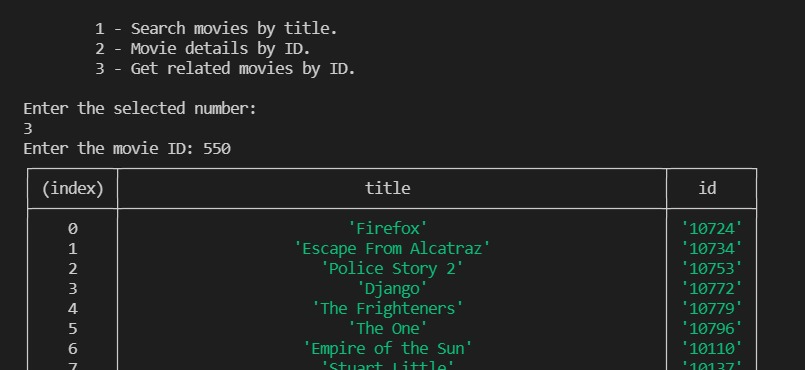 1 - Search movies by title.
2 - Movie details by ID.
3 - Get related movies by ID.
Enter the selected number:
3
Enter the movie ID: 550
(index) title id
0 'Firefox' '10724'
1 'Escape From Alcatraz' '10734'
2 'Police Story 2' '10753'
3 'Django' '10772'
4 'The Frighteners' '10779'
5 'The One' '10796'
6 'Empire of the Sun' '10110'
7 'Stuart Little' '10137'